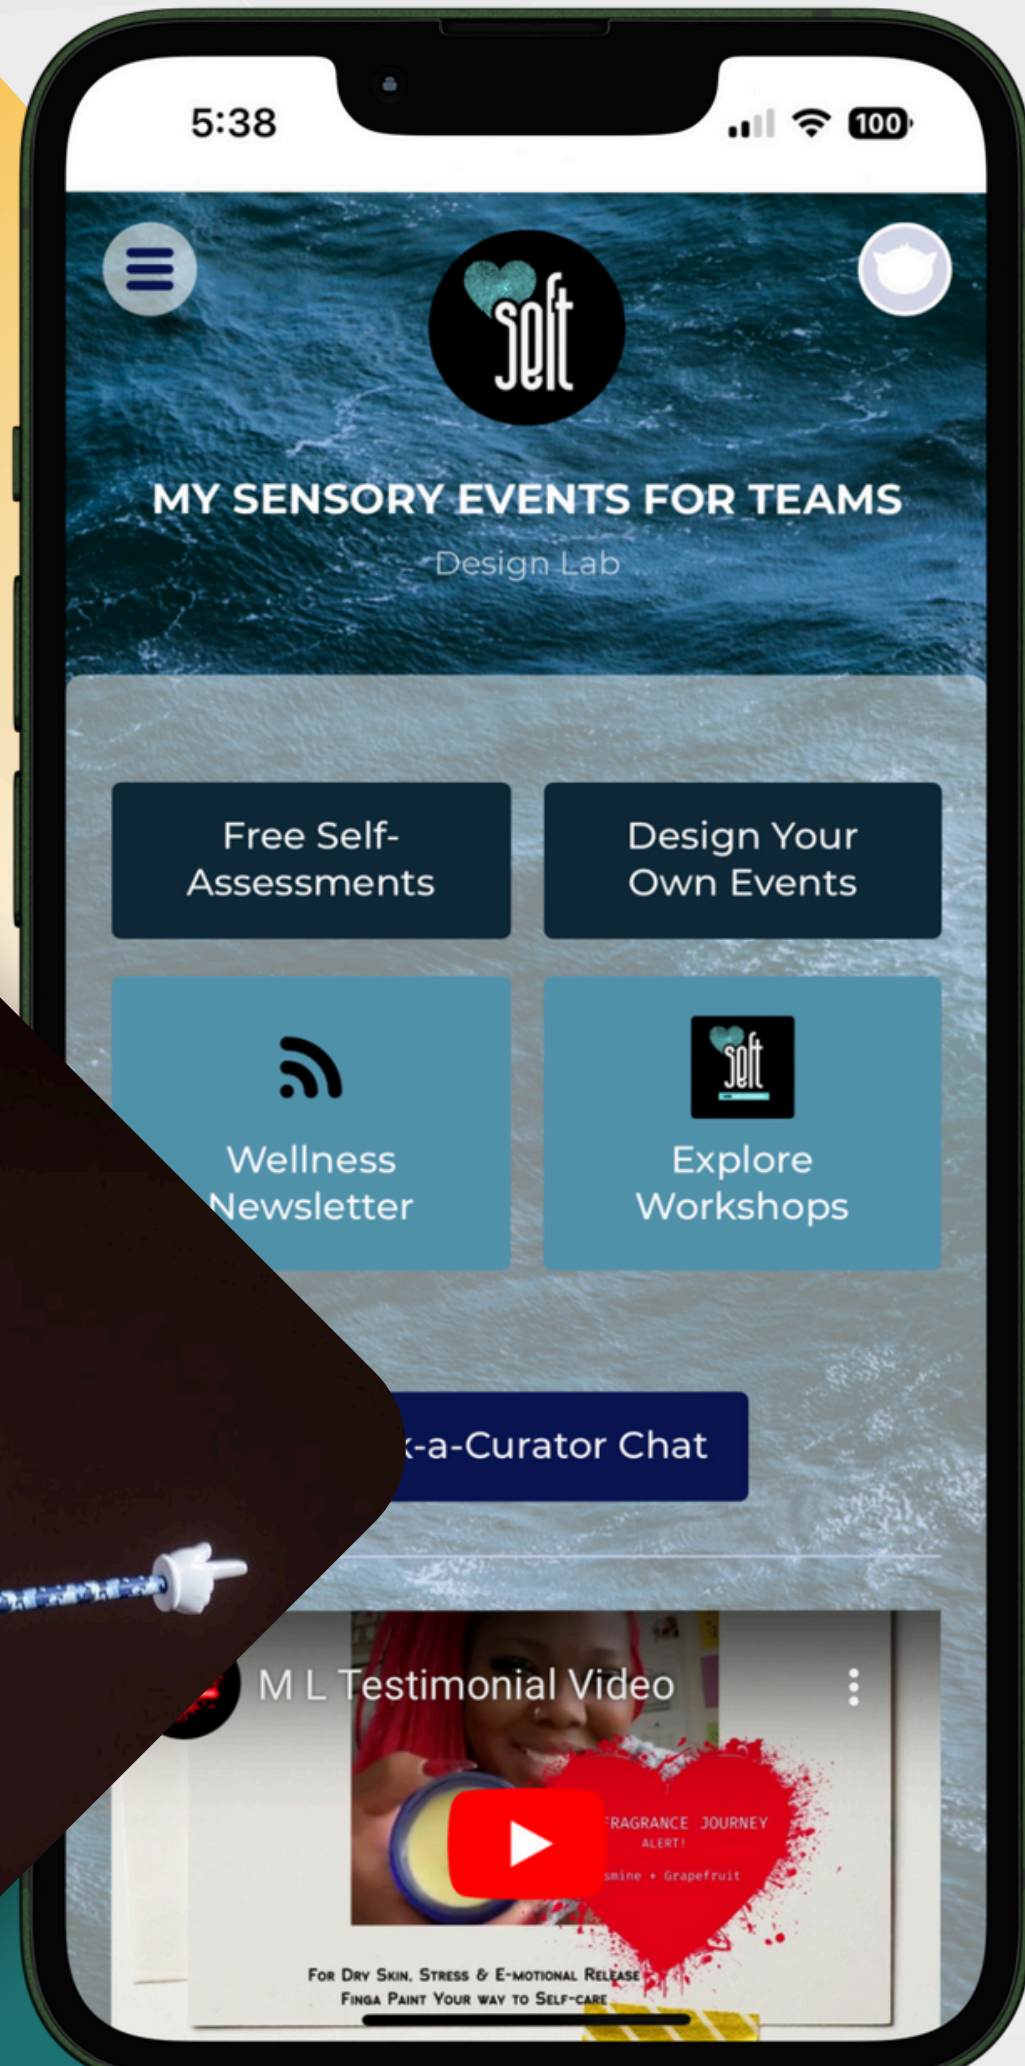 5:38
100
soft
MY SENSORY EVENTS FOR TEAMS
Design Lab
Free Self-
Assessments
Design Your
Own Events
Wellness
Newsletter
soft
Explore
Workshops
-a-Curator Chat
M L Testimonial Video
FRAGRANCE JOURNEY
ALERT!
+ Grapefruit
FOR DRY SKIN, STRESS & E-MOTIONAL RELEASE
FINGA PAINT YOUR WAY TO SELF-CARE